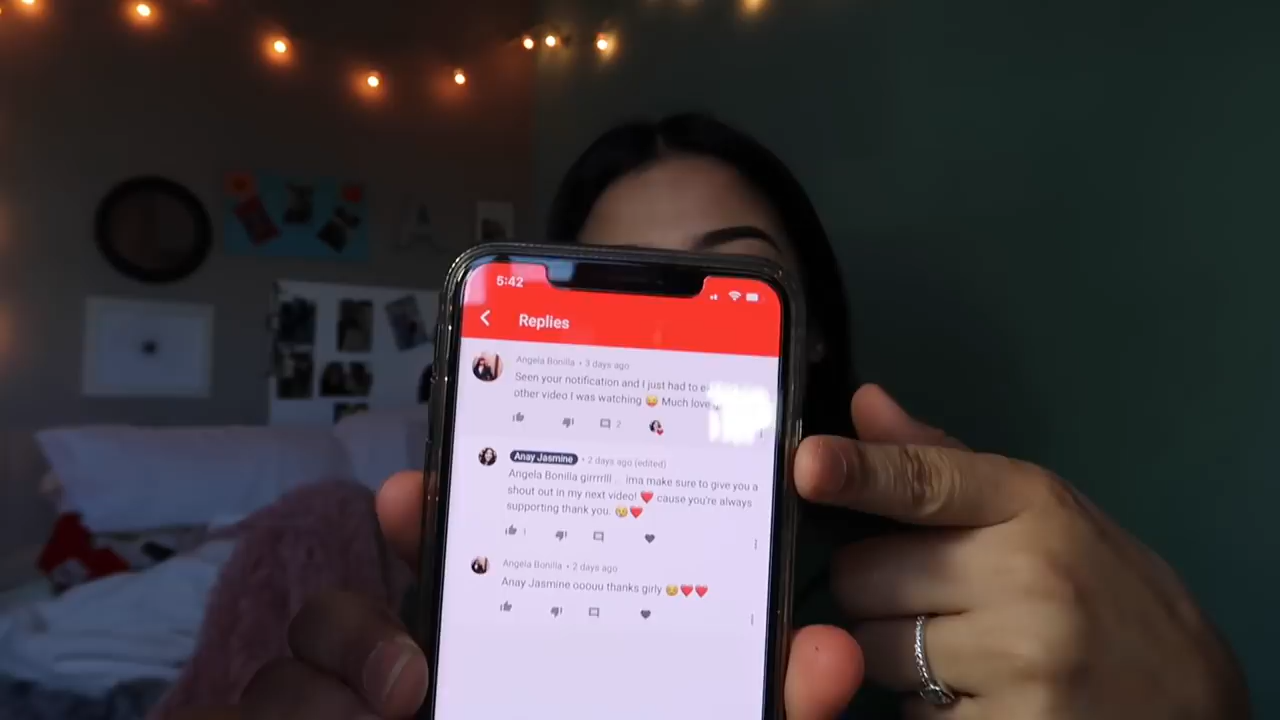 5:42
Replies
Angela Bonilla • 3 days ago
Seen your notification and I just had to
other video I was watching 😂 Much love
2
Anay Jasmine • 2 days ago (edited)
Angela Bonilla girrrlll .. ima make sure to give you a
shout out in my next video! ❤️ cause you're always
supporting thank you. 😢❤️
1
Angela Bonilla • 2 days ago
Anay Jasmine ooouu thanks girly 😢❤️❤️
A